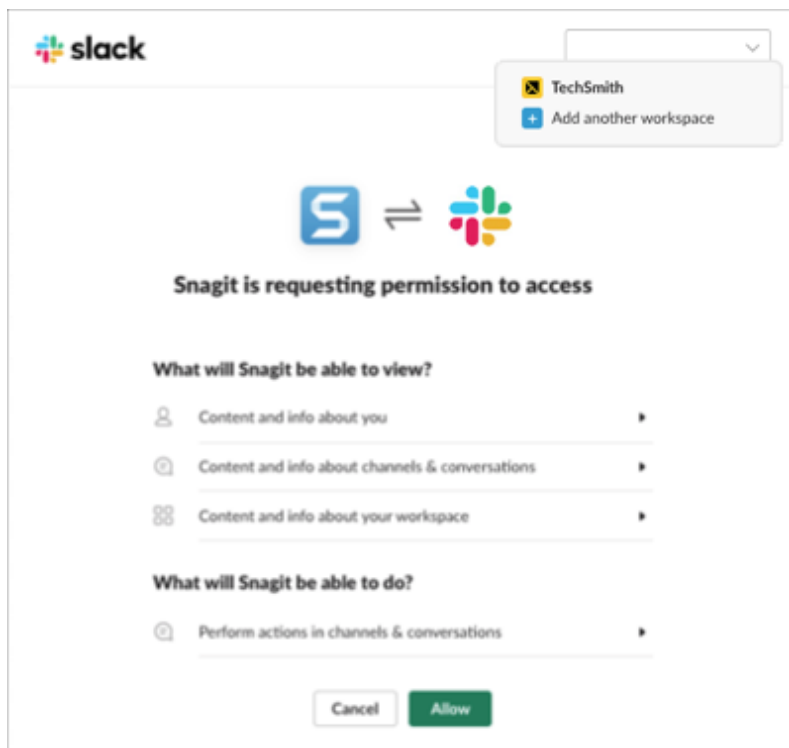 slack
TechSmith
Add another workspace
Snagit is requesting permission to access
What will Snagit be able to view?
Content and info about you
Content and info about channels & conversations
Content and info about your workspace
What will Snagit be able to do?
Perform actions in channels & conversations
Cancel
Allow